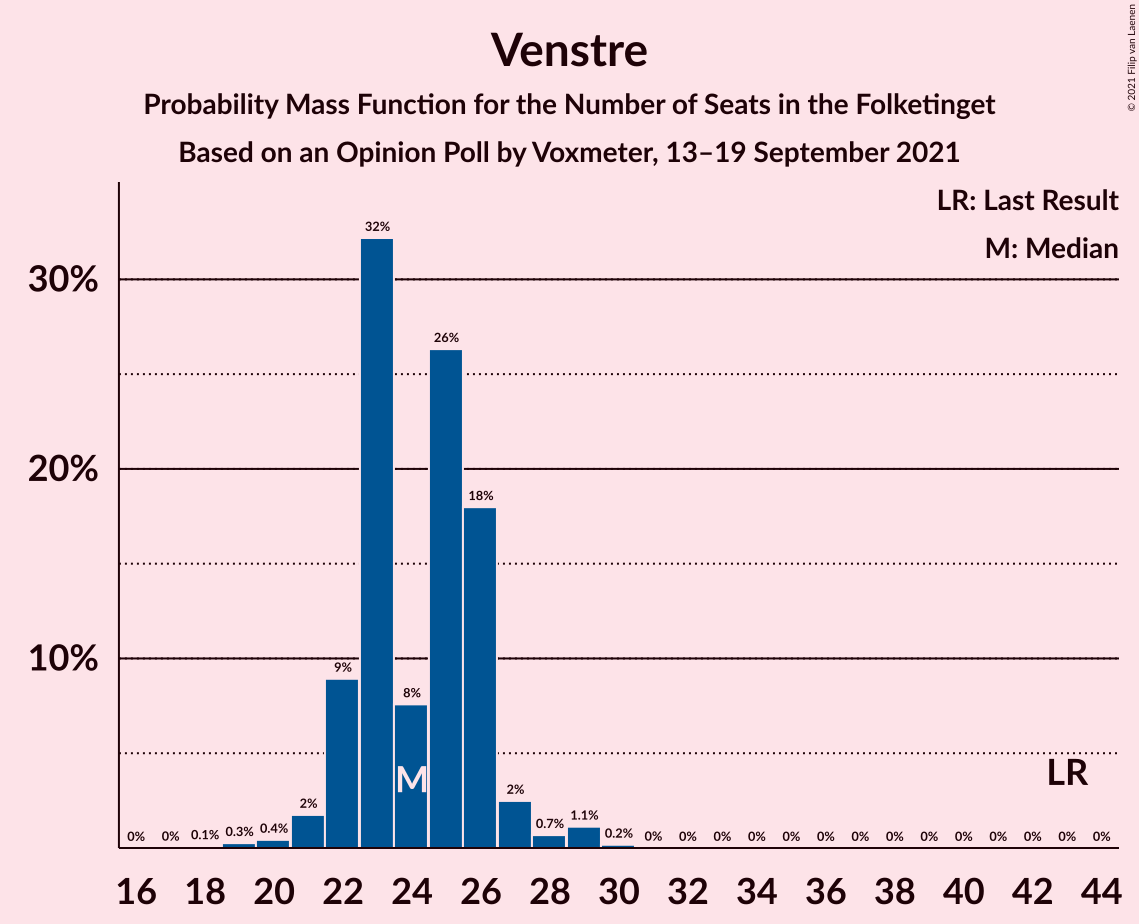 Venstre
Probability Mass Function for the Number of Seats in the Folketinget
Based on an Opinion Poll by Voxmeter, 13–19 September 2021
© 2021 Filip van Laenen
LR: Last Result
M: Median
30%
20%
10%
0% 0% 0.1% 0.3% 0.4% 2% 9% 32% 8% 26% 18% 2% 0.7% 1.1% 0.2% 0% 0% 0% 0% 0% 0% 0% 0% 0% 0% 0% 0% 0% 0%
M
LR
16 18 20 22 24 26 28 30 32 34 36 38 40 42 44